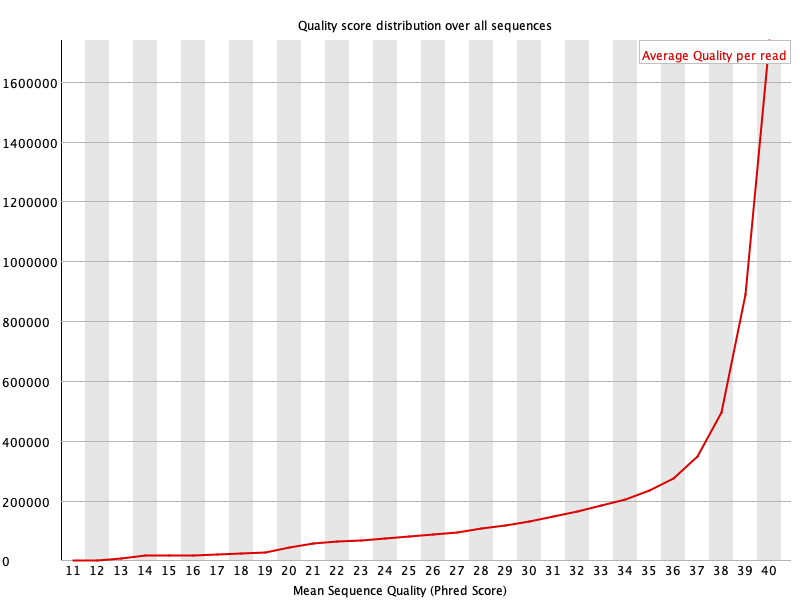 Quality score distribution over all sequences
Average Quality per read
1600000
1400000
1200000
1000000
800000
600000
400000
200000
0
11 12 13 14 15 16 17 18 19 20 21 22 23 24 25 26 27 28 29 30 31 32 33 34 35 36 37 38 39 40
Mean Sequence Quality (Phred Score)